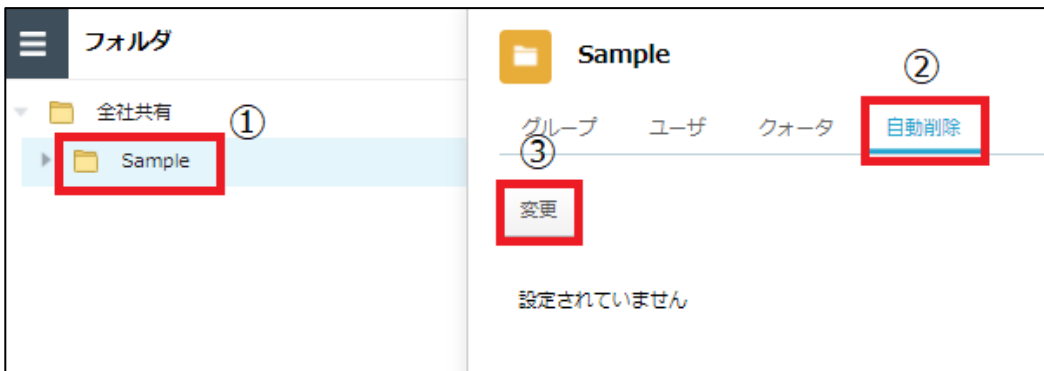 フォルダ
全社共有
①
Sample
Sample
②
グループ ユーザ クォータ 自動削除
③
変更
設定されていません